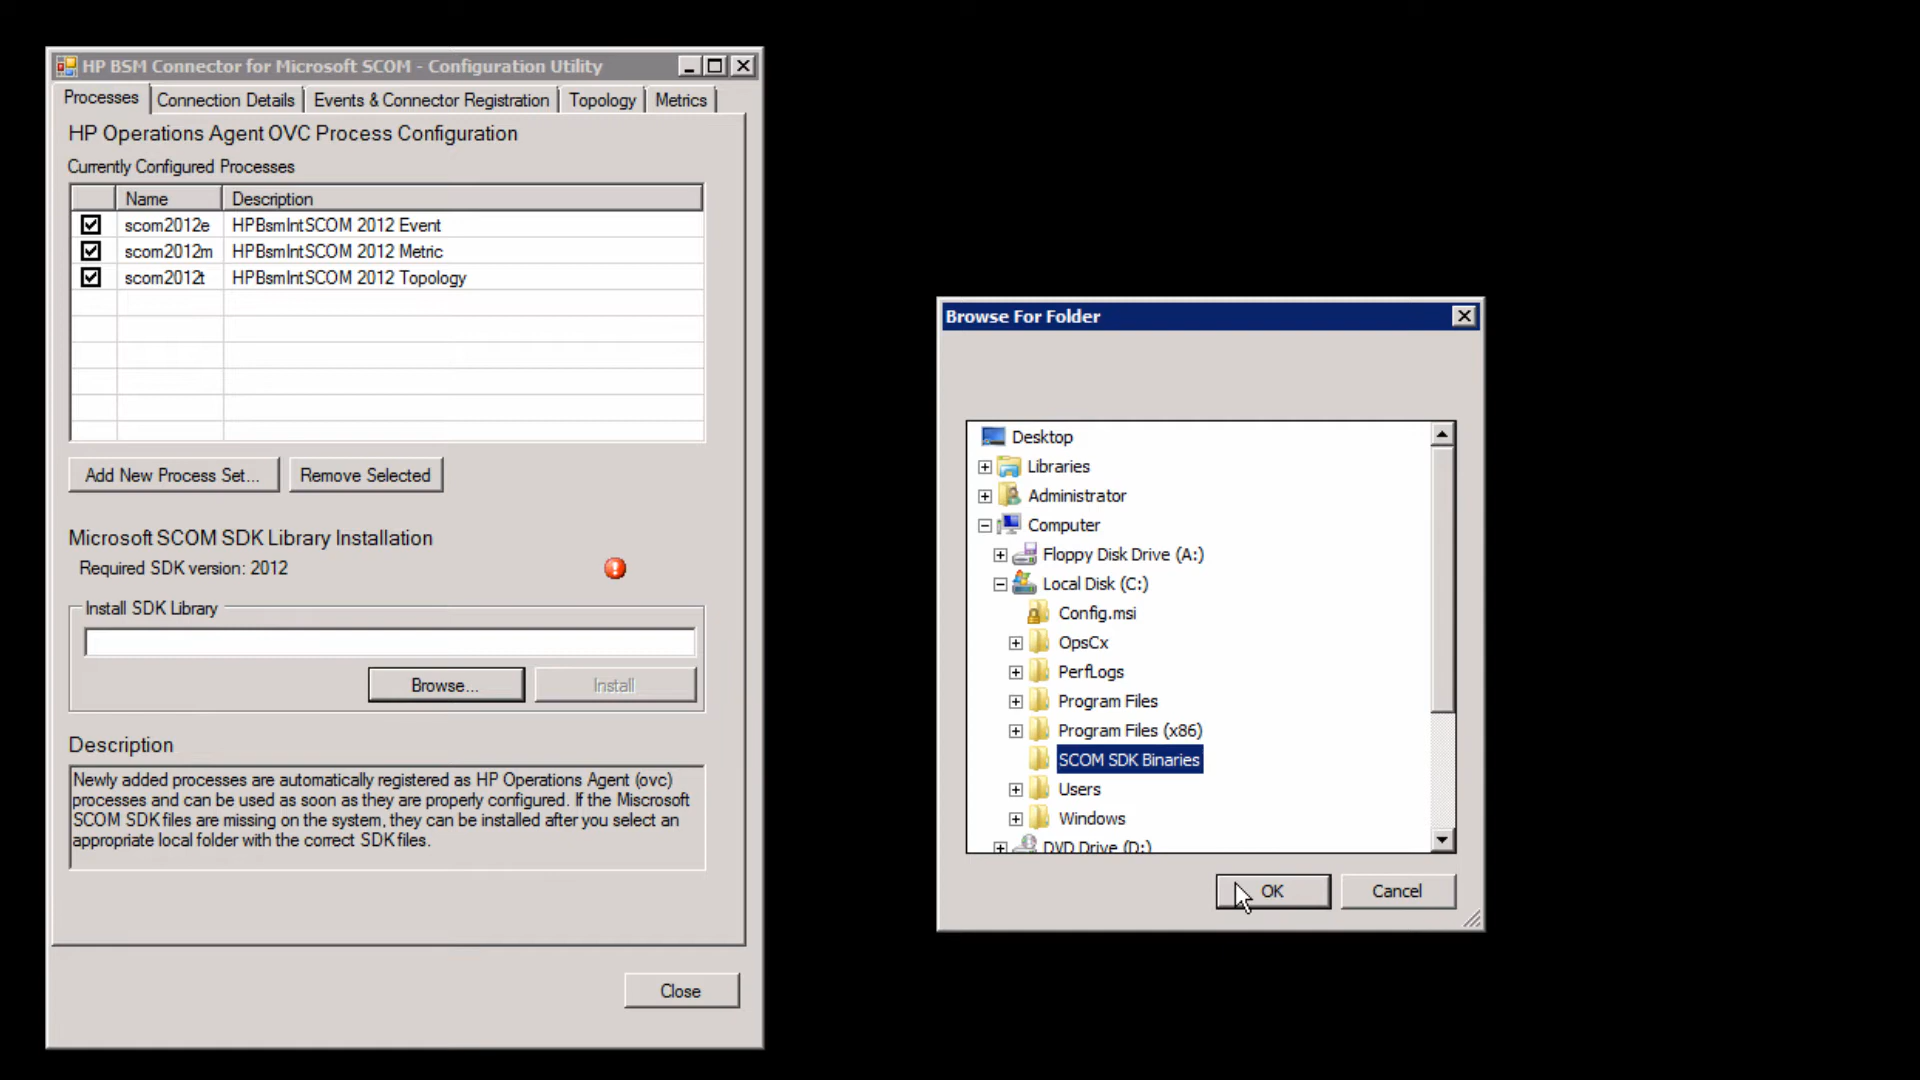 HP BSM Connector for Microsoft SCOM - Configuration Utility
Processes
Connection Details
Events & Connector Registration
Topology
Metrics
HP Operations Agent OVC Process Configuration
Currently Configured Processes
Name Description
scom2012e HPBsmIntSCOM 2012 Event
scom2012m HPBsmIntSCOM 2012 Metric
scom2012t HPBsmIntSCOM 2012 Topology
Add New Process Set...
Remove Selected
Microsoft SCOM SDK Library Installation
Required SDK version: 2012
Install SDK Library
Browse...
Install
Description
Newly added processes are automatically registered as HP Operations Agent (ovc)
processes and can be used as soon as they are properly configured. If the Miscrosoft
SCOM SDK files are missing on the system, they can be installed after you select an
appropriate local folder with the correct SDK files.
Close
Browse For Folder
Desktop
Libraries
Administrator
Computer
Floppy Disk Drive (A:)
Local Disk (C:)
Config.msi
OpsCx
PerfLogs
Program Files
Program Files (x86)
SCOM SDK Binaries
Users
Windows
DVD Drive (D:)
OK
Cancel